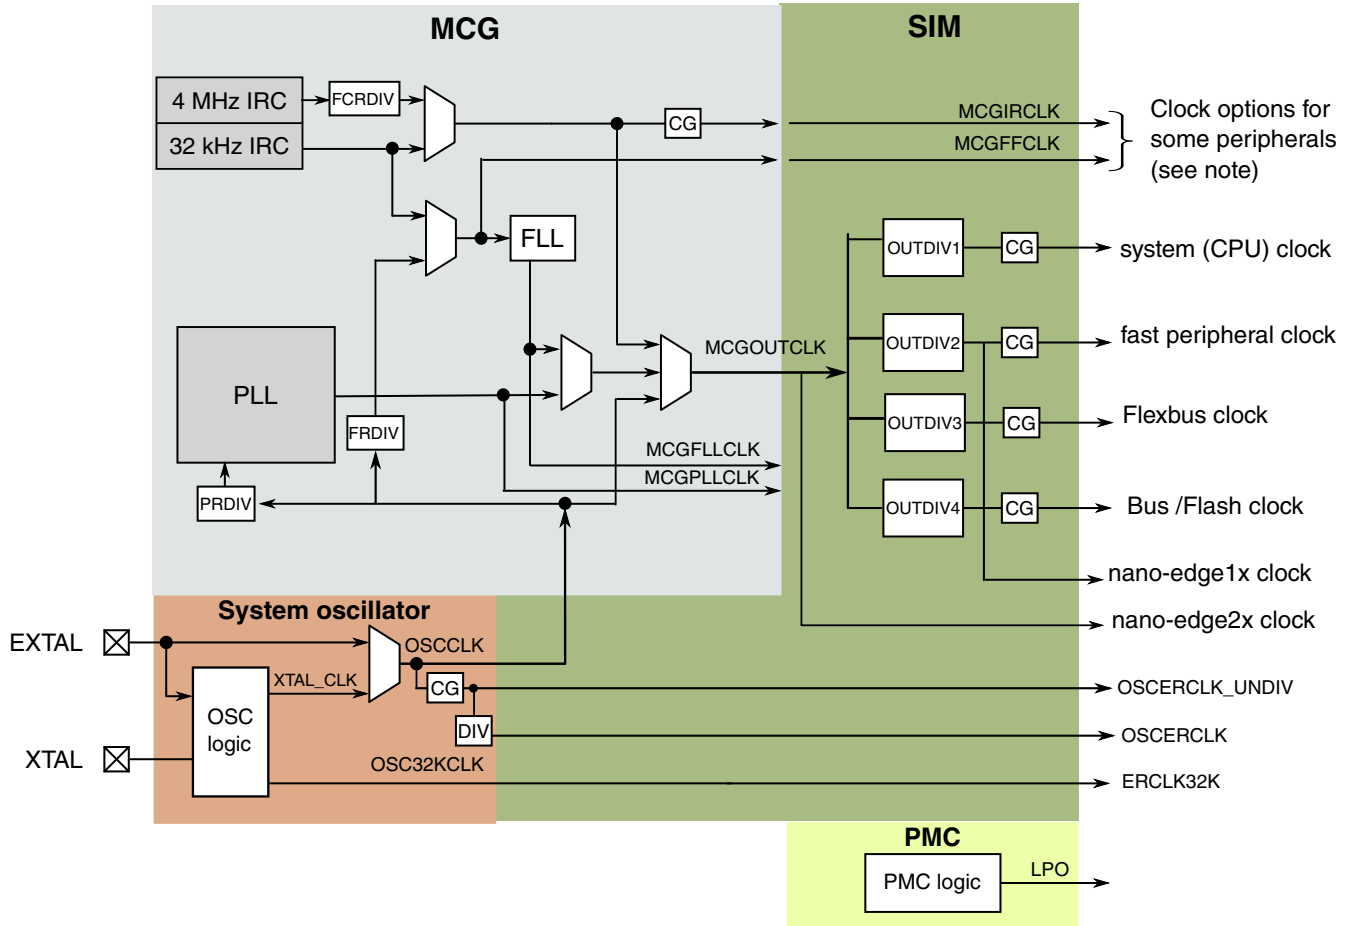 MCG
SIM
4 MHz IRC
FCRDIV
32 kHz IRC
CG
MCGIRCLK
MCGFFCLK
Clock options for
some peripherals
(see note)
FLL
OUTDIV1
CG
system (CPU) clock
PLL
MCGOUTCLK
OUTDIV2
CG
fast peripheral clock
FRDIV
OUTDIV3
CG
Flexbus clock
MCGFLLCLK
MCGPLLCLK
PRDIV
OUTDIV4
CG
Bus /Flash clock
nano-edge1x clock
nano-edge2x clock
System oscillator
EXTAL
OSCCLK
XTAL_CLK
CG
OSCERCLK_UNDIV
OSC
logic
DIV
OSCERCLK
XTAL
OSC32KCLK
ERCLK32K
PMC
PMC logic
LPO